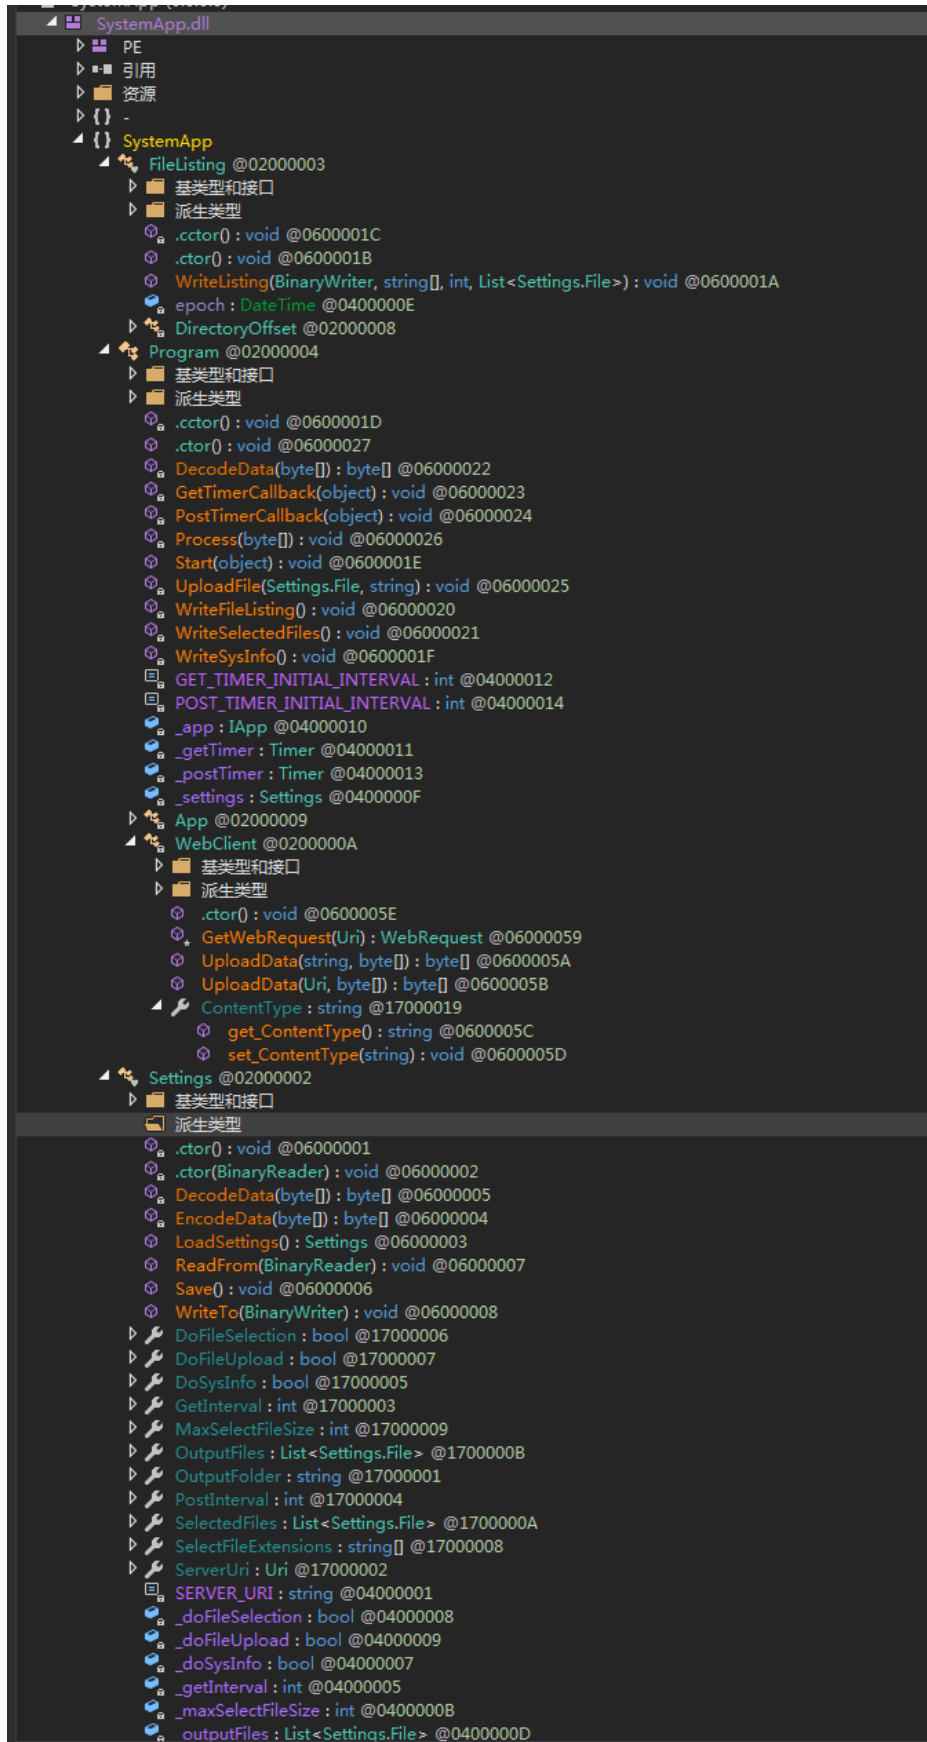 SystemApp.dll
PE
引用
资源
{ } -
{ } SystemApp
FileListing @02000003
基类型和接口
派生类型
.cctor() : void @0600001C
.ctor() : void @0600001B
WriteListing(BinaryWriter, string[], int, List<Settings.File>) : void @0600001A
epoch : DateTime @0400000E
DirectoryOffset @02000008
Program @02000004
基类型和接口
派生类型
.cctor() : void @0600001D
.ctor() : void @06000027
DecodeData(byte[]) : byte[] @06000022
GetTimerCallback(object) : void @06000023
PostTimerCallback(object) : void @06000024
Process(byte[]) : void @06000026
Start(object) : void @0600001E
UploadFile(Settings.File, string) : void @06000025
WriteFileListing() : void @06000020
WriteSelectedFiles() : void @06000021
WriteSysInfo() : void @0600001F
GET_TIMER_INITIAL_INTERVAL : int @04000012
POST_TIMER_INITIAL_INTERVAL : int @04000014
_app : IApp @04000010
_getTimer : Timer @04000011
_postTimer : Timer @04000013
_settings : Settings @0400000F
App @02000009
WebClient @0200000A
基类型和接口
派生类型
.ctor() : void @0600005E
GetWebRequest(Uri) : WebRequest @06000059
UploadData(string, byte[]) : byte[] @0600005A
UploadData(Uri, byte[]) : byte[] @0600005B
ContentType : string @17000019
get_ContentType() : string @0600005C
set_ContentType(string) : void @0600005D
Settings @02000002
基类型和接口
派生类型
.ctor() : void @06000001
.ctor(BinaryReader) : void @06000002
DecodeData(byte[]) : byte[] @06000005
EncodeData(byte[]) : byte[] @06000004
LoadSettings() : Settings @06000003
ReadFrom(BinaryReader) : void @06000007
Save() : void @06000006
WriteTo(BinaryWriter) : void @06000008
DoFileSelection : bool @17000006
DoFileUpload : bool @17000007
DoSysInfo : bool @17000005
GetInterval : int @17000003
MaxSelectFileSize : int @17000009
OutputFiles : List<Settings.File> @1700000B
OutputFolder : string @17000001
PostInterval : int @17000004
SelectedFiles : List<Settings.File> @1700000A
SelectFileExtensions : string[] @17000008
ServerUri : Uri @17000002
SERVER_URI : string @04000001
_doFileSelection : bool @04000008
_doFileUpload : bool @04000009
_doSysInfo : bool @04000007
_getInterval : int @04000005
_maxSelectFileSize : int @0400000B
_outputFiles : List<Settings.File> @0400000D